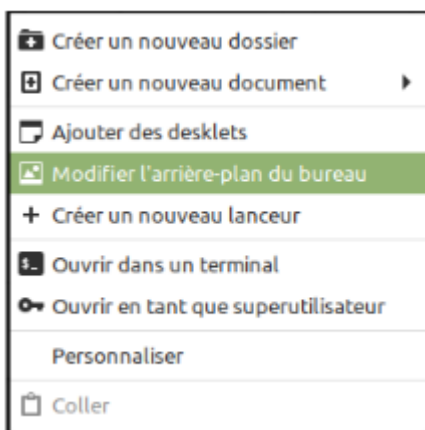 Créer un nouveau dossier
Créer un nouveau document
Ajouter des desklets
Modifier l'arrière-plan du bureau
Créer un nouveau lanceur
Ouvrir dans un terminal
Ouvrir en tant que superutilisateur
Personnaliser
Coller